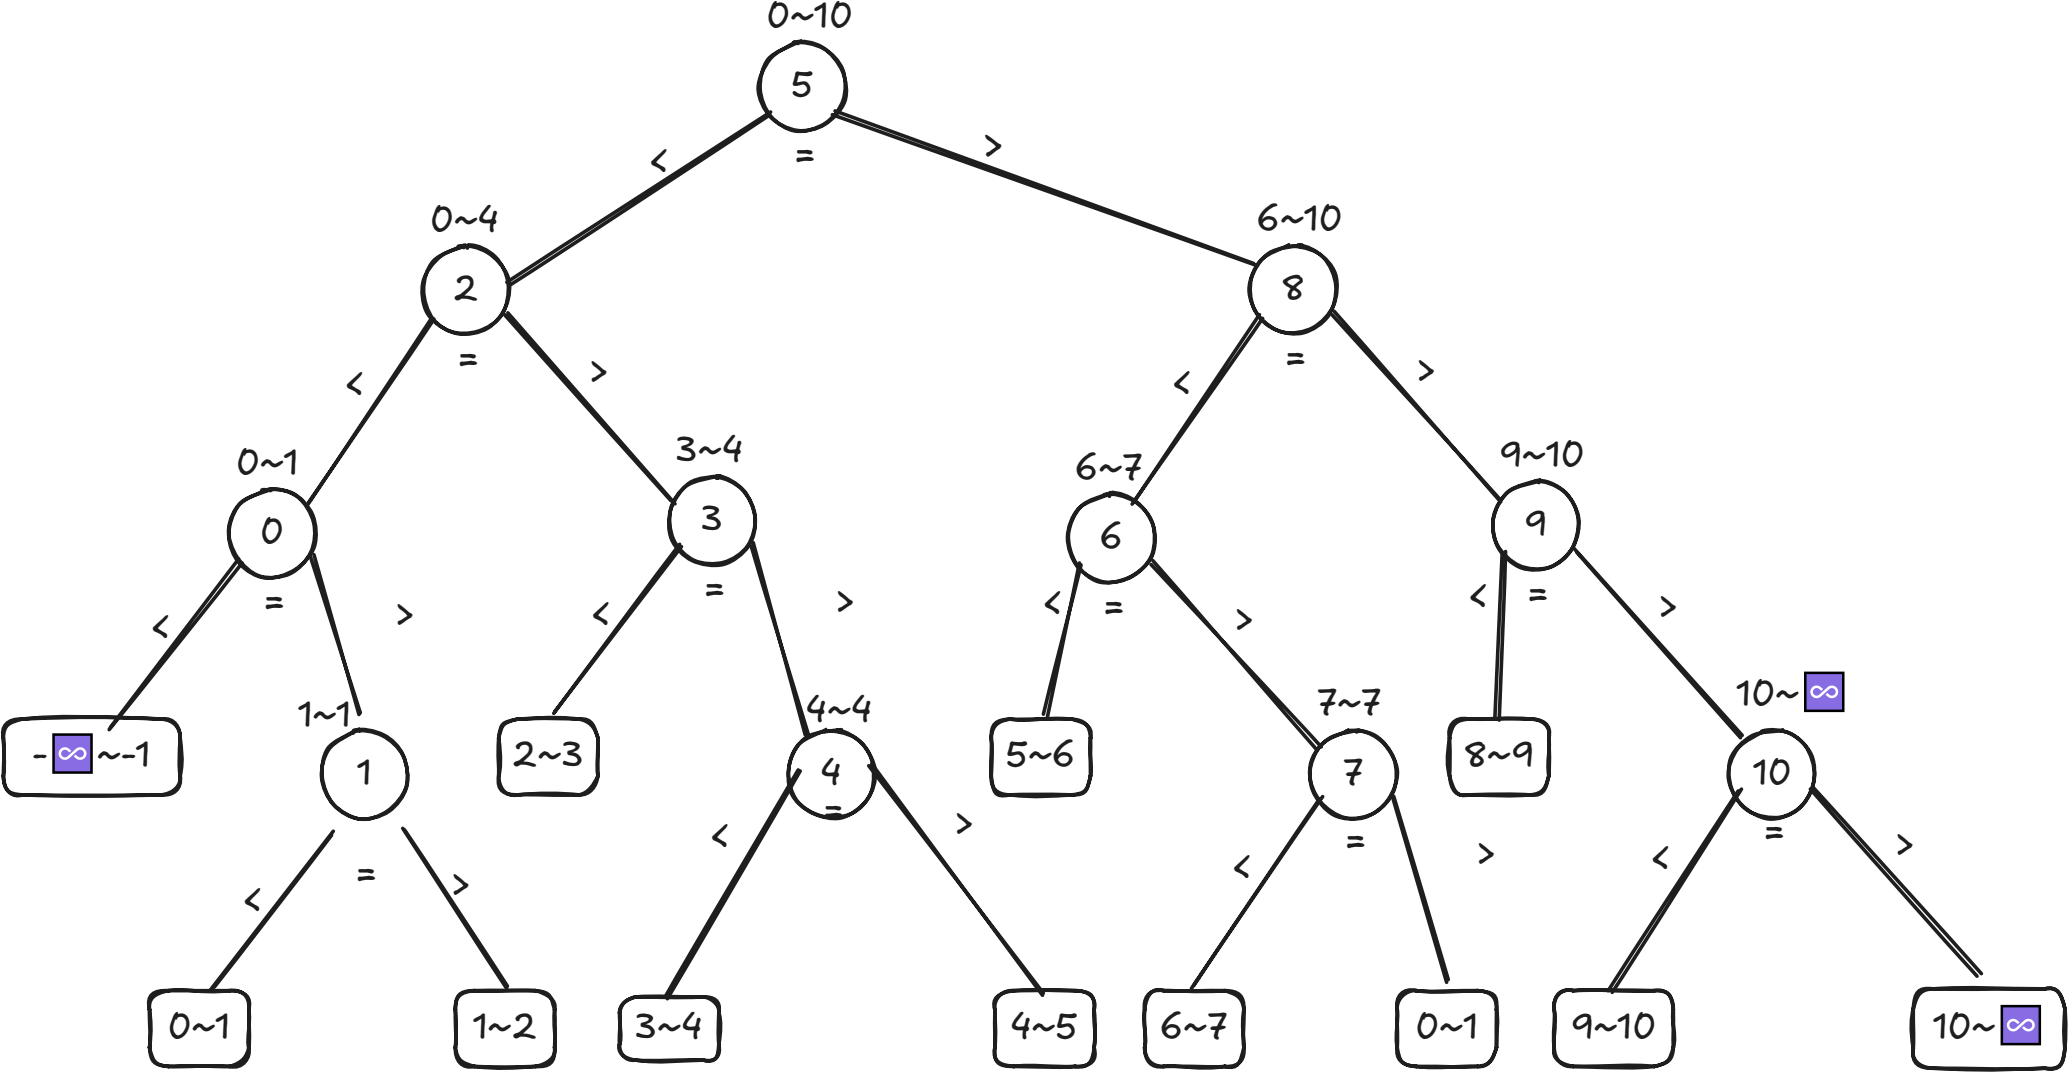 0~10
5
< = >
0~4 6~10
2 8
< = > < = >
0~1 3~4 6~7 9~10
0 3 6 9
< = > < = > < = > < = >
-∞~-1 1~1 2~3 4~4 5~6 7~7 8~9 10~∞
1 4 7 10
< = > < = > < = > < = >
0~1 1~2 3~4 4~5 6~7 0~1 9~10 10~∞